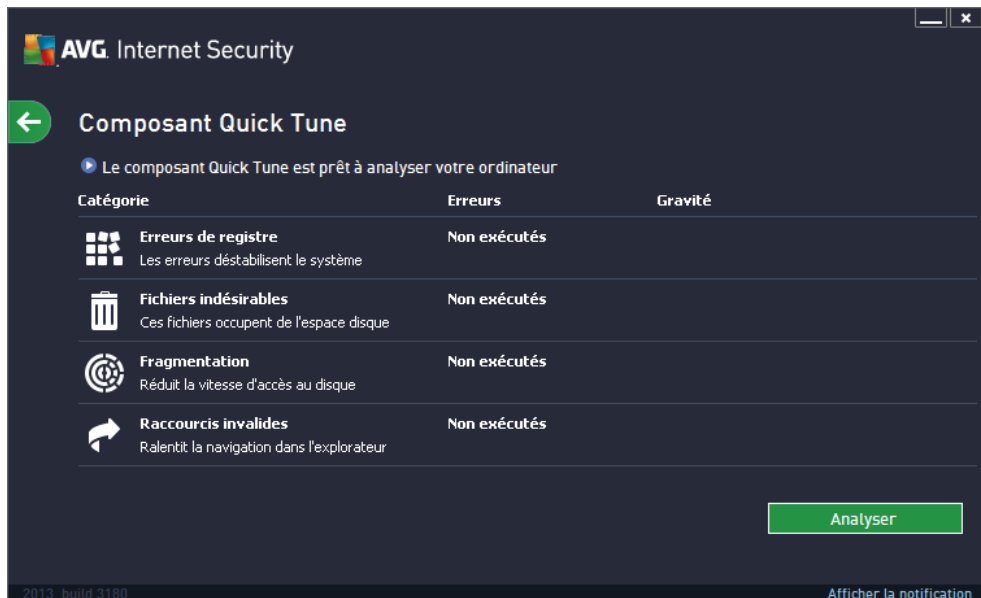 AVG. Internet Security
Composant Quick Tune
Le composant Quick Tune est prêt à analyser votre ordinateur
Catégorie Erreurs Gravité
Erreurs de registre Non exécutés
Les erreurs déstabilisent le système
Fichiers indésirables Non exécutés
Ces fichiers occupent de l'espace disque
Fragmentation Non exécutés
Réduit la vitesse d'accès au disque
Raccourcis invalides Non exécutés
Ralentit la navigation dans l'explorateur
Analyser
2013 build 3180 Afficher la notification